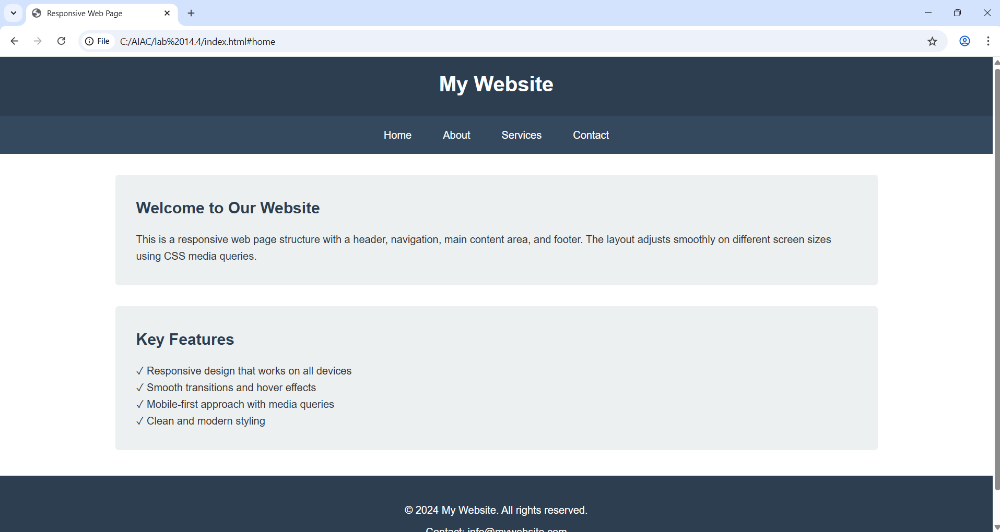 Responsive Web Page
File C:/AIAC/lab%2014.4/index.html#home
My Website
Home About Services Contact
Welcome to Our Website
This is a responsive web page structure with a header, navigation, main content area, and footer. The layout adjusts smoothly on different screen sizes
using CSS media queries.
Key Features
✓ Responsive design that works on all devices
✓ Smooth transitions and hover effects
✓ Mobile-first approach with media queries
✓ Clean and modern styling
© 2024 My Website. All rights reserved.
Contact: info@mywebsite.com